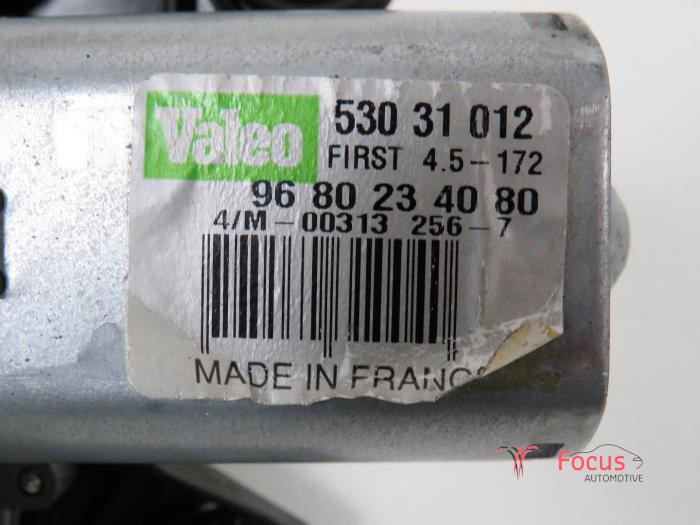 Valeo 530 31 012
FIRST 4.5-172
96 80 23 40 80
4/M-00313 256-7
MADE IN FRANC
Focus
AUTOMOTIVE